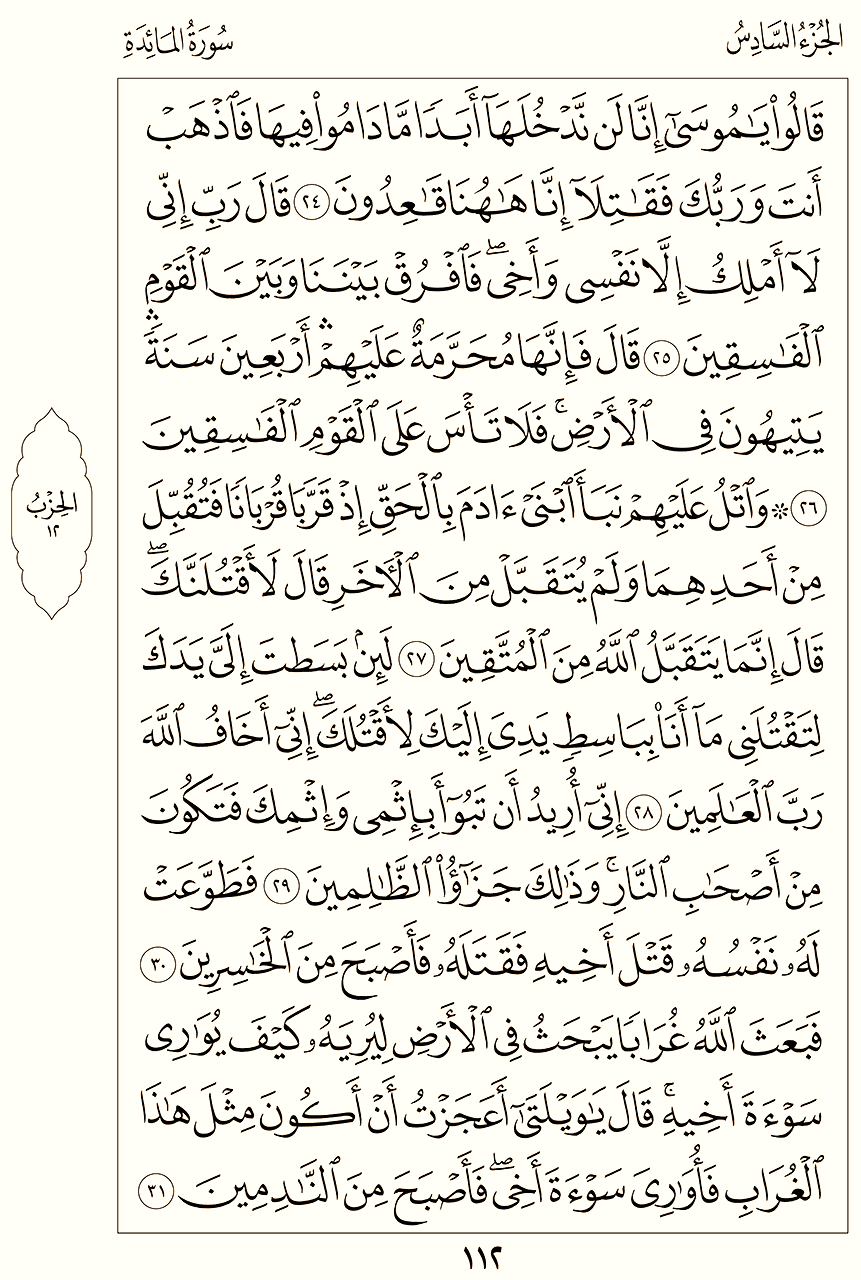 الجُزْءُ السَّادِسُ
سُورَةُ المَائِدَةِ
قَالُوا۟ يَـٰمُوسَىٰٓ إِنَّا لَن نَّدْخُلَهَآ أَبَدًا مَّا دَامُوا۟ فِيهَا فَٱذْهَبْ
أَنتَ وَرَبُّكَ فَقَـٰتِلَآ إِنَّا هَـٰهُنَا قَـٰعِدُونَ ٢٤ قَالَ رَبِّ إِنِّى
لَآ أَمْلِكُ إِلَّا نَفْسِى وَأَخِى ۖ فَٱفْرُقْ بَيْنَنَا وَبَيْنَ ٱلْقَوْمِ
ٱلْفَـٰسِقِينَ ٢٥ قَالَ فَإِنَّهَا مُحَرَّمَةٌ عَلَيْهِمْ ۛ أَرْبَعِينَ سَنَةً ۛ
يَتِيهُونَ فِى ٱلْأَرْضِ ۚ فَلَا تَأْسَ عَلَى ٱلْقَوْمِ ٱلْفَـٰسِقِينَ
٢٦ ۞ وَٱتْلُ عَلَيْهِمْ نَبَأَ ٱبْنَىْ ءَادَمَ بِٱلْحَقِّ إِذْ قَرَّبَا قُرْبَانًا فَتُقُبِّلَ
مِنْ أَحَدِهِمَا وَلَمْ يُتَقَبَّلْ مِنَ ٱلْـَٔاخَرِ قَالَ لَأَقْتُلَنَّكَ ۖ
قَالَ إِنَّمَا يَتَقَبَّلُ ٱللَّهُ مِنَ ٱلْمُتَّقِينَ ٢٧ لَئِنۢ بَسَطتَ إِلَىَّ يَدَكَ
لِتَقْتُلَنِى مَآ أَنَا۠ بِبَاسِطٍ يَدِىَ إِلَيْكَ لِأَقْتُلَكَ ۖ إِنِّىٓ أَخَافُ ٱللَّهَ
رَبَّ ٱلْعَـٰلَمِينَ ٢٨ إِنِّىٓ أُرِيدُ أَن تَبُوٓأَ بِإِثْمِى وَإِثْمِكَ فَتَكُونَ
مِنْ أَصْحَـٰبِ ٱلنَّارِ ۚ وَذَٰلِكَ جَزَٰٓؤُا۟ ٱلظَّـٰلِمِينَ ٢٩ فَطَوَّعَتْ
لَهُۥ نَفْسُهُۥ قَتْلَ أَخِيهِ فَقَتَلَهُۥ فَأَصْبَحَ مِنَ ٱلْخَـٰسِرِينَ ٣٠
فَبَعَثَ ٱللَّهُ غُرَابًا يَبْحَثُ فِى ٱلْأَرْضِ لِيُرِيَهُۥ كَيْفَ يُوَٰرِى
سَوْءَةَ أَخِيهِ ۚ قَالَ يَـٰوَيْلَتَىٰٓ أَعَجَزْتُ أَنْ أَكُونَ مِثْلَ هَـٰذَا
ٱلْغُرَابِ فَأُوَٰرِىَ سَوْءَةَ أَخِى ۖ فَأَصْبَحَ مِنَ ٱلنَّـٰدِمِينَ ٣١
الحِزْبُ
١٢
١١٢